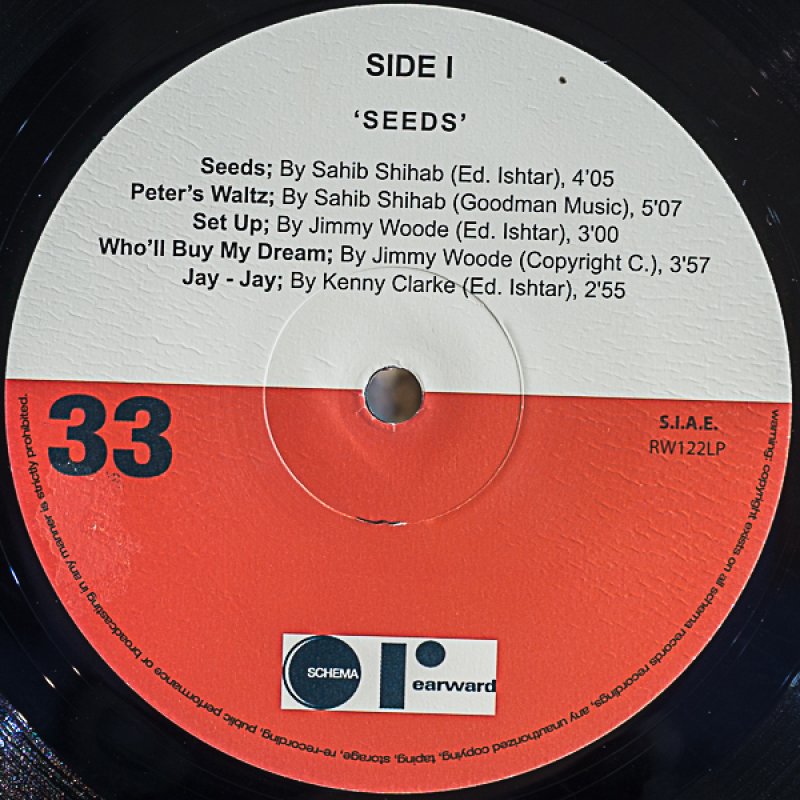 SIDE I
‘SEEDS’
Seeds; By Sahib Shihab (Ed. Ishtar), 4'05
Peter’s Waltz; By Sahib Shihab (Goodman Music), 5'07
Set Up; By Jimmy Woode (Ed. Ishtar), 3'00
Who’ll Buy My Dream; By Jimmy Woode (Copyright C.), 3'57
Jay - Jay; By Kenny Clarke (Ed. Ishtar), 2'55
33
S.I.A.E.
RW122LP
SCHEMA
rearward
warning: copyright exists on all schema records recordings, any unauthorized copying, taping, storage, re-recording, public performance or broadcasting in any manner is strictly prohibited.